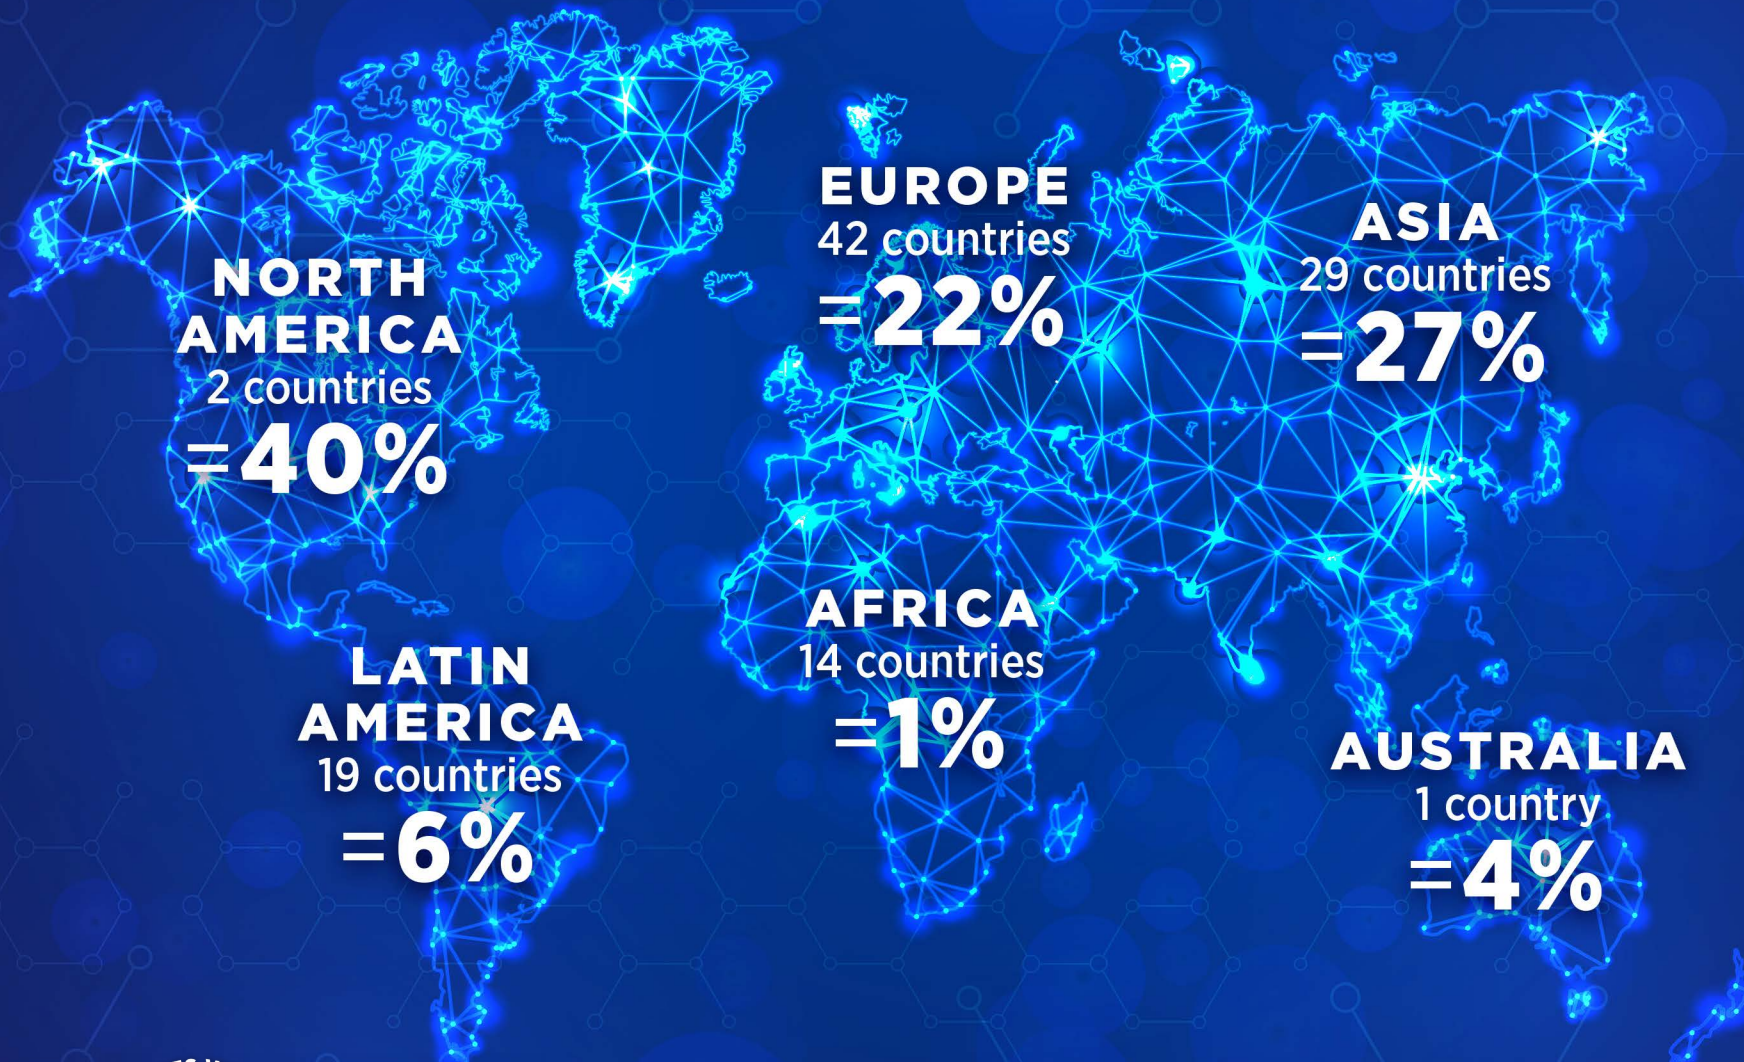 NORTH
AMERICA
2 countries
=40%
EUROPE
42 countries
=22%
ASIA
29 countries
=27%
LATIN
AMERICA
19 countries
=6%
AFRICA
14 countries
=1%
AUSTRALIA
1 country
=4%